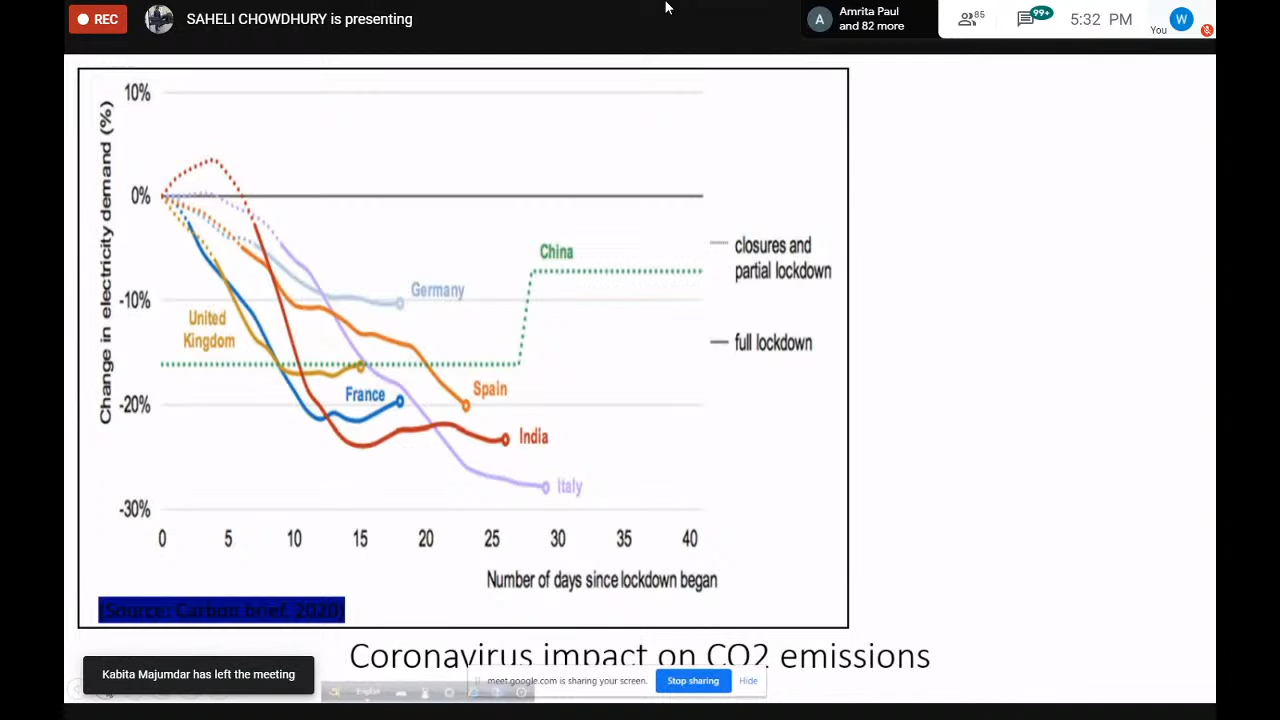 REC
SAHELI CHOWDHURY is presenting
A
Amrita Paul
and 82 more
85
99+
5:32 PM
You
W
10%
0%
-10%
-20%
-30%
Change in electricity demand (%)
China
Germany
United
Kingdom
France
Spain
India
Italy
closures and
partial lockdown
full lockdown
0 5 10 15 20 25 30 35 40
Number of days since lockdown began
(Source: Carbon brief, 2020)
Coronavirus impact on CO2 emissions
Kabita Majumdar has left the meeting
meet.google.com is sharing your screen.
Stop sharing
Hide
English